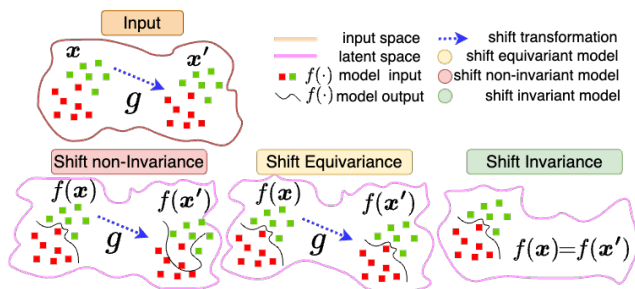 Input
x
x′
g
input space
latent space
f(·) model input
f(·) model output
shift transformation
shift equivariant model
shift non-invariant model
shift invariant model
Shift non-Invariance
f(x)
f(x′)
g
Shift Equivariance
f(x)
f(x′)
g
Shift Invariance
f(x)=f(x′)